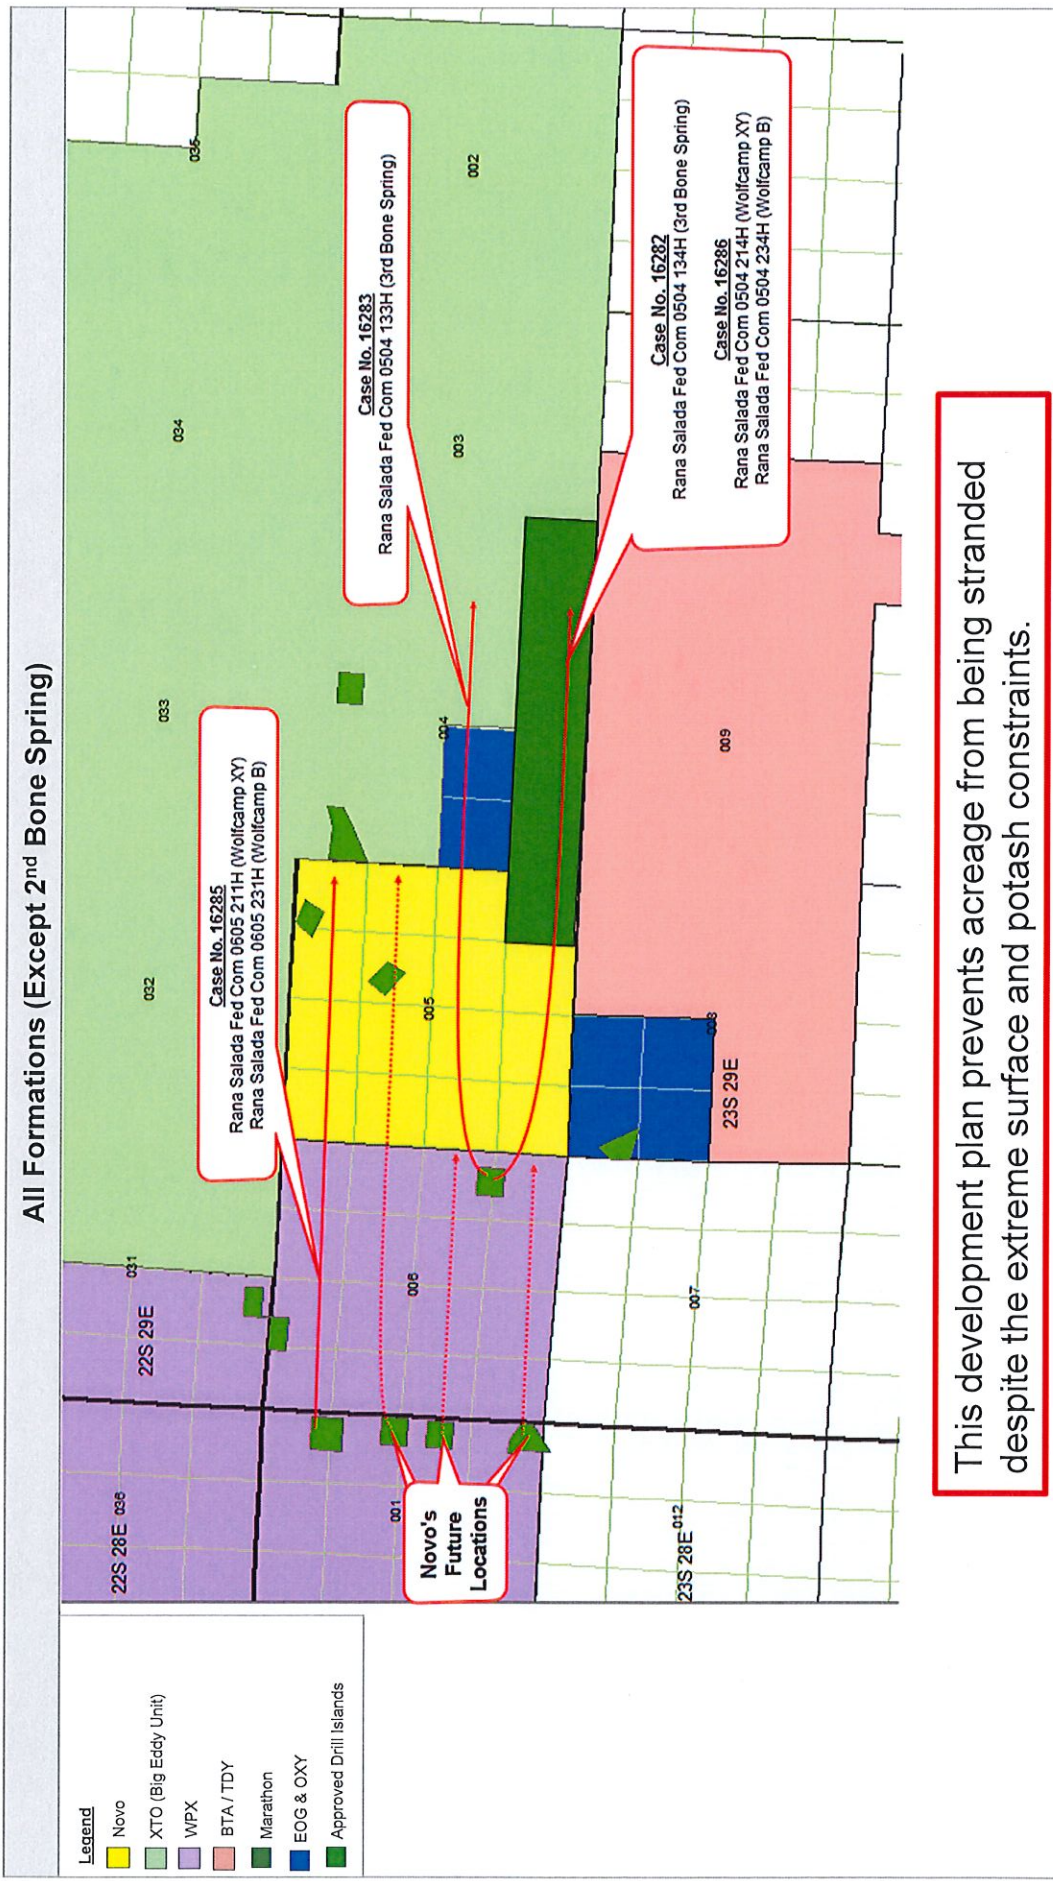 All Formations (Except 2nd Bone Spring)
Legend
Novo
XTO (Big Eddy Unit)
WPX
BTA / TDY
Marathon
EOG & OXY
Approved Drill Islands
22S 28E 036
22S 29E
031
032
033
034
035
Case No. 16285
Rana Salada Fed Com 0605 211H (Wolfcamp XY)
Rana Salada Fed Com 0605 231H (Wolfcamp B)
Case No. 16283
Rana Salada Fed Com 0504 133H (3rd Bone Spring)
001
006
005
004
003
002
Novo's
Future
Locations
Case No. 16282
Rana Salada Fed Com 0504 134H (3rd Bone Spring)
Case No. 16286
Rana Salada Fed Com 0504 214H (Wolfcamp XY)
Rana Salada Fed Com 0504 234H (Wolfcamp B)
23S 28E 012
007
008
23S 29E
009
This development plan prevents acreage from being stranded
despite the extreme surface and potash constraints.